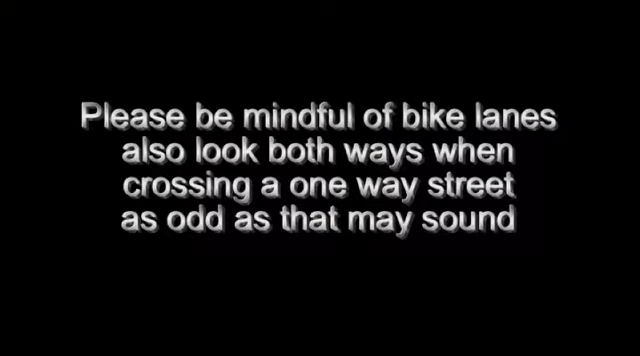 Please be mindful of bike lanes
also look both ways when
crossing a one way street
as odd as that may sound